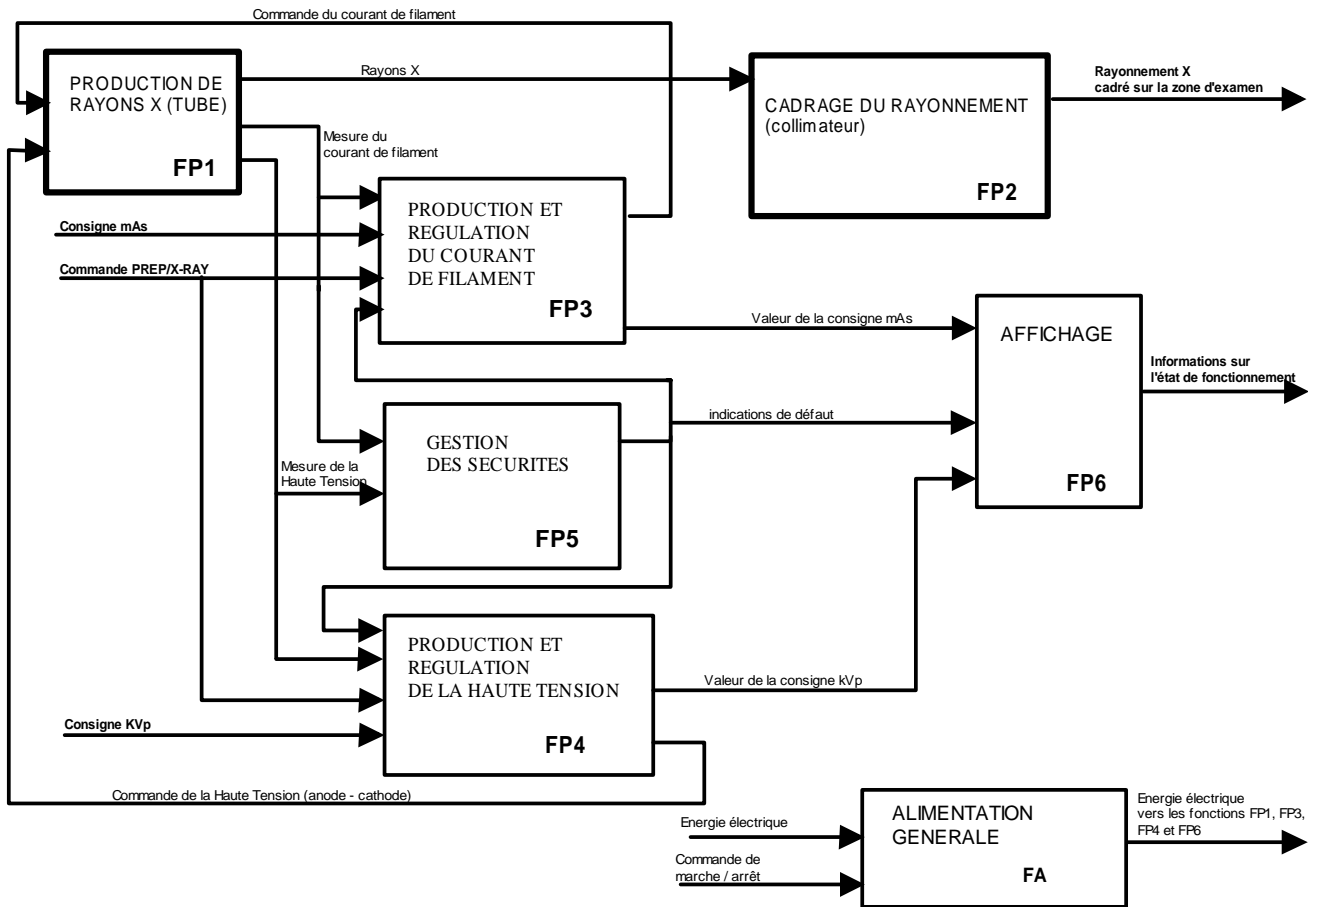 Commande du courant de filament
PRODUCTION DE
RAYONS X (TUBE)
FP1
Rayons X
CADRAGE DU RAYONNEMENT
(collimateur)
FP2
Rayonnement X
cadré sur la zone d'examen
Mesure du
courant de filament
Consigne mAs
Commande PREP/X-RAY
PRODUCTION ET
REGULATION
DU COURANT
DE FILAMENT
FP3
Valeur de la consigne mAs
AFFICHAGE
FP6
Informations sur
l'état de fonctionnement
indications de défaut
GESTION
DES SECURITES
FP5
Mesure de la
Haute Tension
PRODUCTION ET
REGULATION
DE LA HAUTE TENSION
FP4
Valeur de la consigne kVp
Consigne KVp
Commande de la Haute Tension (anode - cathode)
Energie électrique
Commande de
marche / arrêt
ALIMENTATION
GENERALE
FA
Energie électrique
vers les fonctions FP1, FP3,
FP4 et FP6